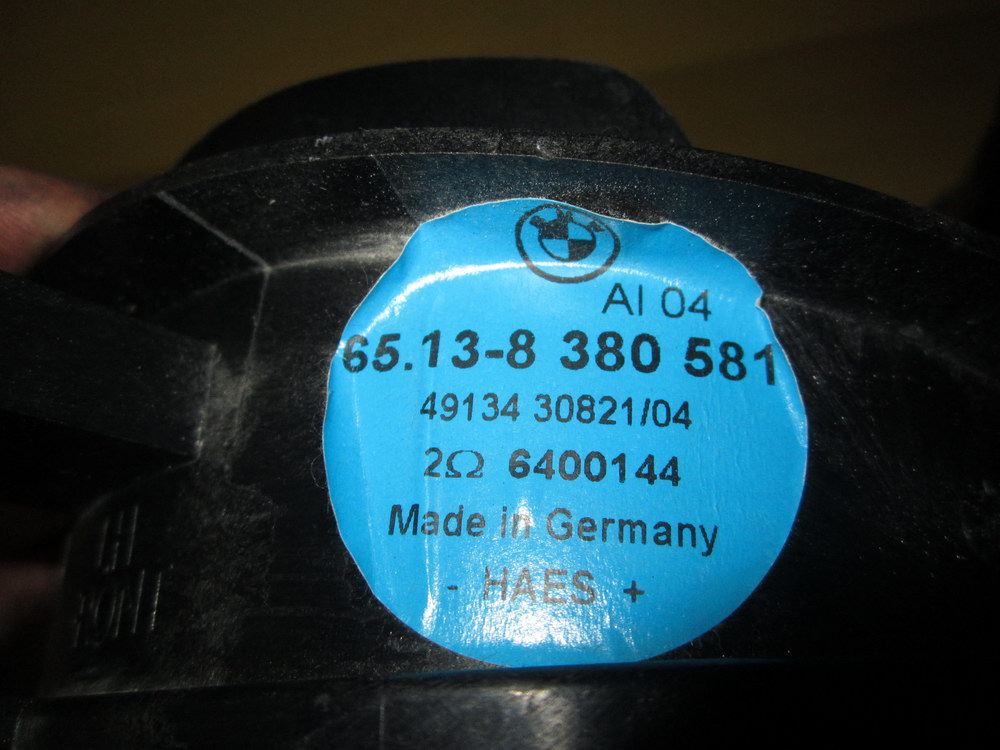 AI 04
65.13-8 380 581
49134 30821/04
2Ω 6400144
Made in Germany
- HAES +